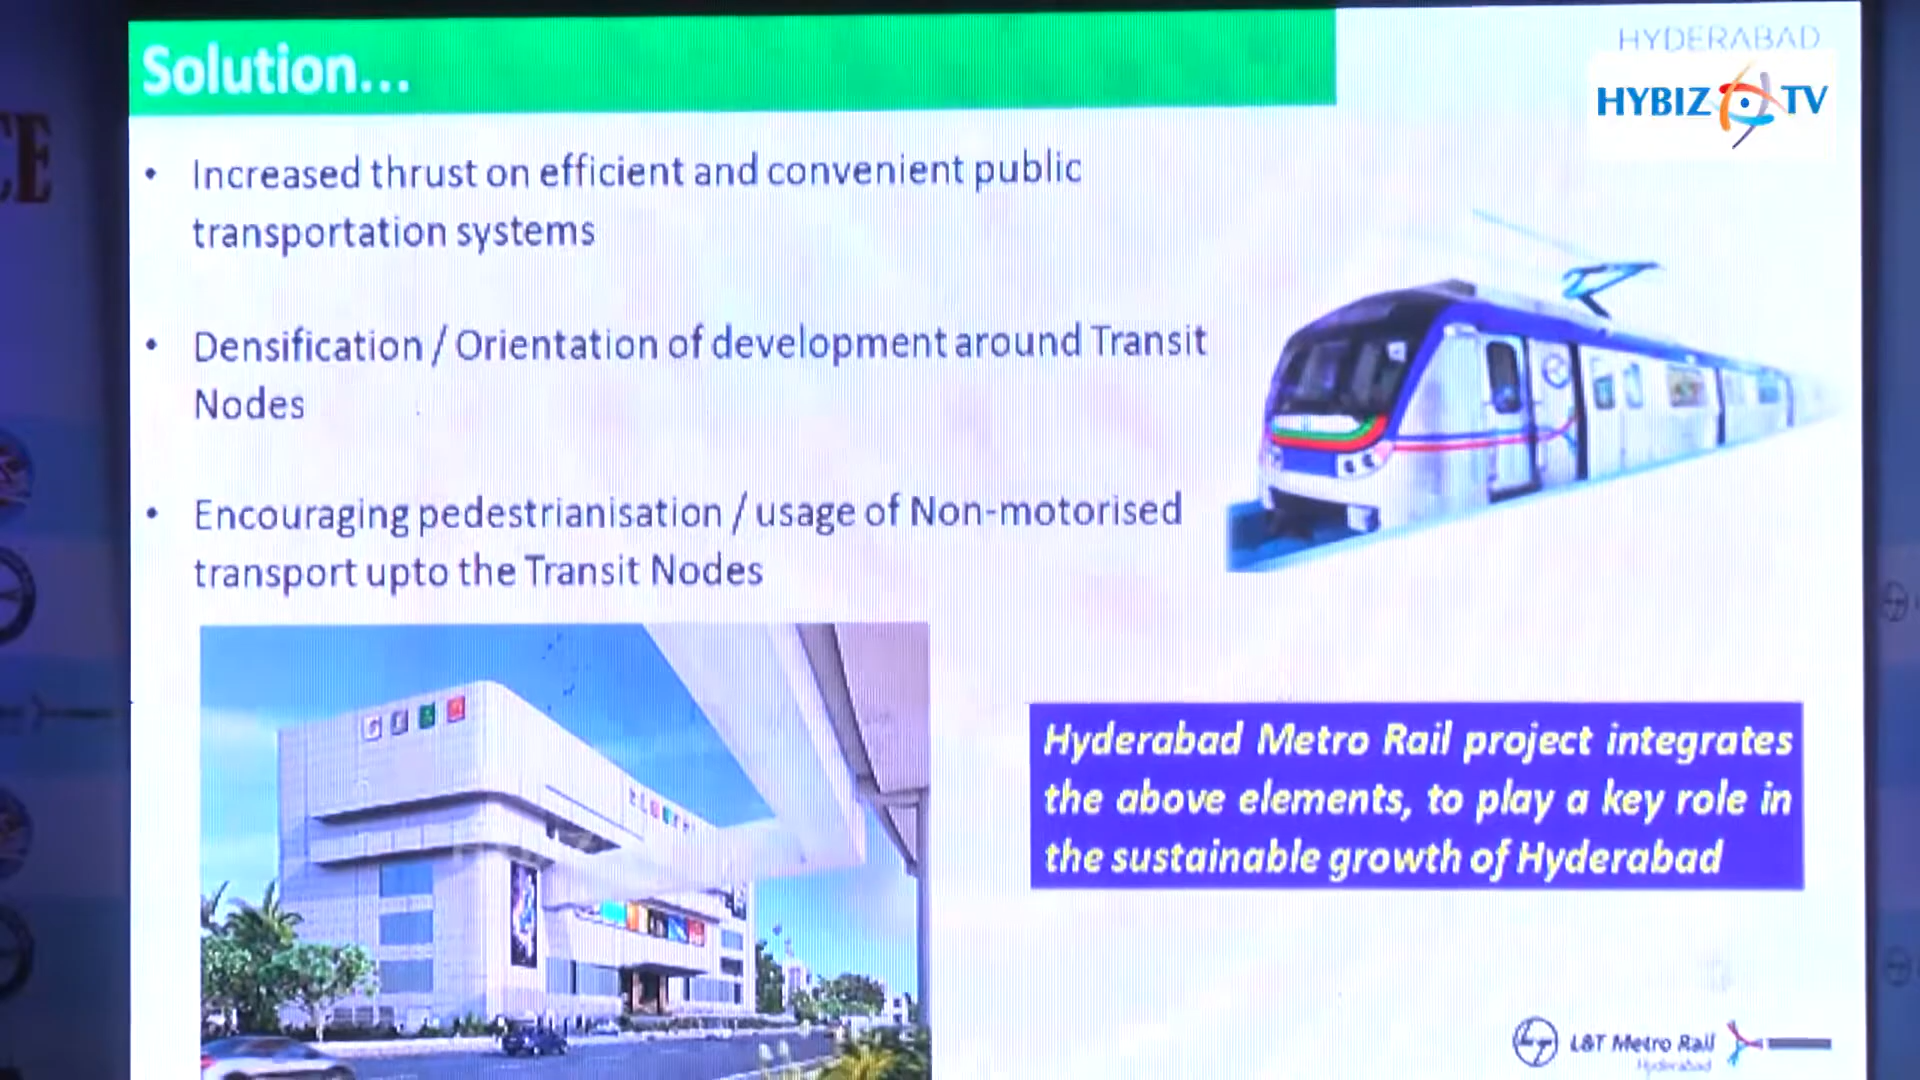 Solution...
HYDERABAD
HYBIZ TV
• Increased thrust on efficient and convenient public
transportation systems
• Densification / Orientation of development around Transit
Nodes
• Encouraging pedestrianisation / usage of Non-motorised
transport upto the Transit Nodes
Hyderabad Metro Rail project integrates
the above elements, to play a key role in
the sustainable growth of Hyderabad
L&T Metro Rail
Hyderabad
CE